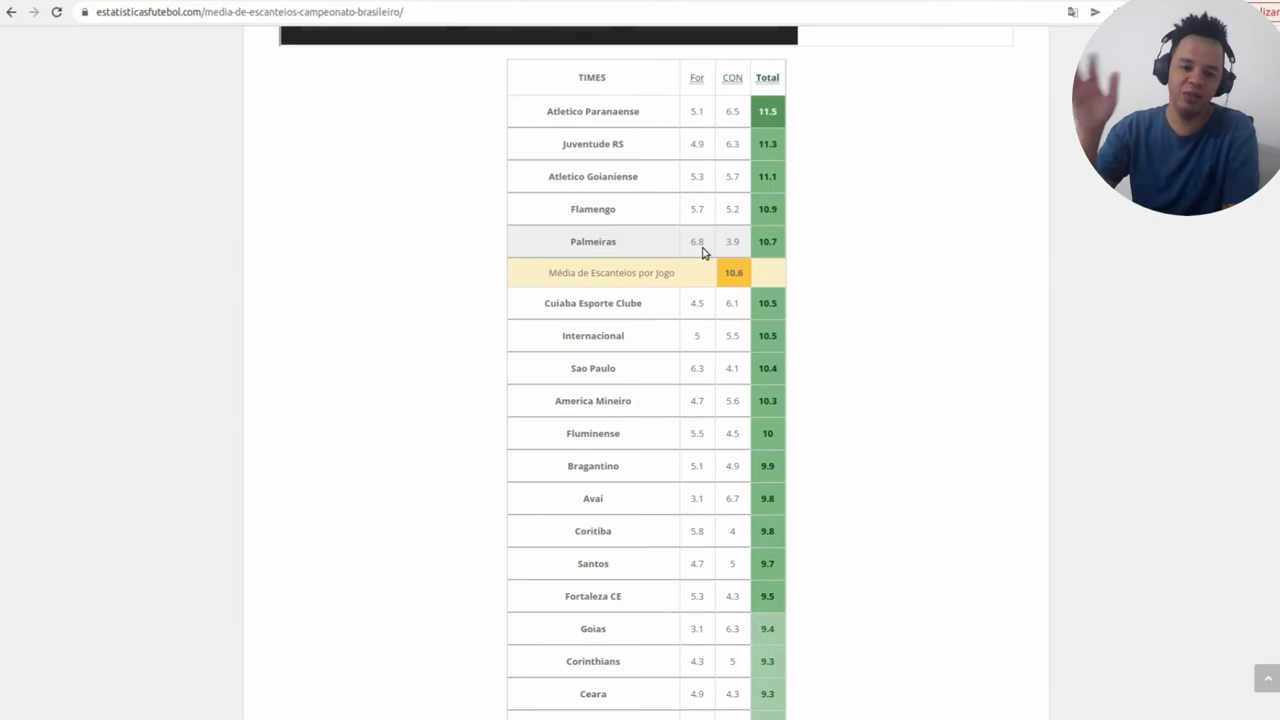 estatisticasfutebol.com/media-de-escanteios-campeonato-brasileiro/
lizar
TIMES For CON Total
Atletico Paranaense 5.1 6.5 11.5
Juventude RS 4.9 6.3 11.3
Atletico Goianiense 5.3 5.7 11.1
Flamengo 5.7 5.2 10.9
Palmeiras 6.8 3.9 10.7
Média de Escanteios por Jogo 10.6
Cuiaba Esporte Clube 4.5 6.1 10.5
Internacional 5 5.5 10.5
Sao Paulo 6.3 4.1 10.4
America Mineiro 4.7 5.6 10.3
Fluminense 5.5 4.5 10
Bragantino 5.1 4.9 9.9
Avai 3.1 6.7 9.8
Coritiba 5.8 4 9.8
Santos 4.7 5 9.7
Fortaleza CE 5.3 4.3 9.5
Goias 3.1 6.3 9.4
Corinthians 4.3 5 9.3
Ceara 4.9 4.3 9.3